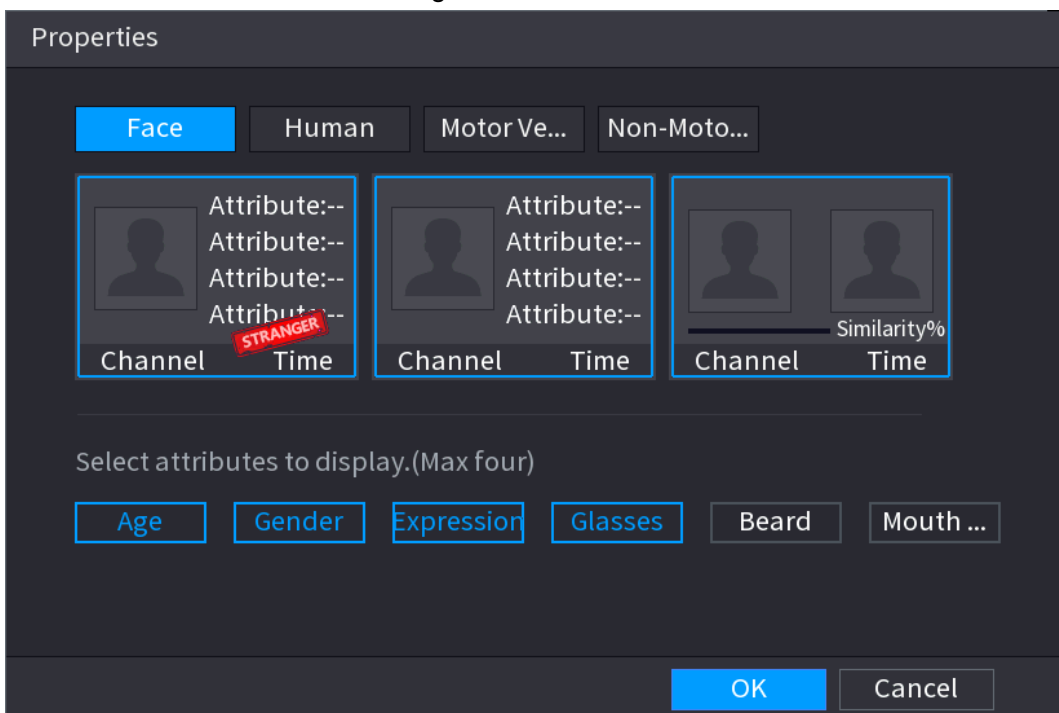 Properties
Face Human Motor Ve... Non-Moto...
Attribute:-- Attribute:--
Attribute:-- Attribute:--
Attribute:-- Attribute:--
Attribute:-- Attribute:--
STRANGER Similarity%
Channel Time Channel Time Channel Time
Select attributes to display.(Max four)
Age Gender Expression Glasses Beard Mouth ...
OK Cancel